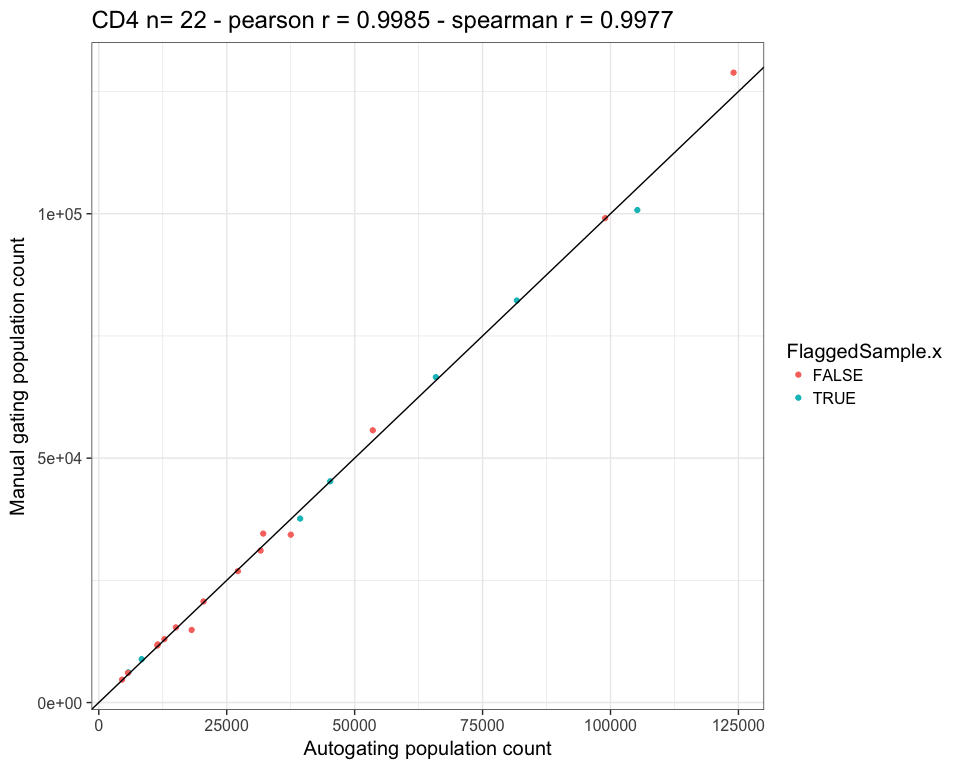 CD4 n= 22 - pearson r = 0.9985 - spearman r = 0.9977
Manual gating population count
1e+05
5e+04
0e+00
0
25000
50000
75000
100000
125000
Autogating population count
FlaggedSample.x
FALSE
TRUE